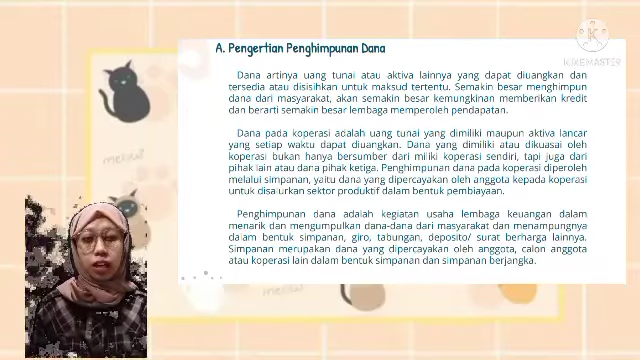 A. Pengertian Penghimpunan Dana
Dana artinya uang tunai atau aktiva lainnya yang dapat diuangkan dan
tersedia atau disisihkan untuk maksud tertentu. Semakin besar menghimpun
dana dari masyarakat, akan semakin besar kemungkinan memberikan kredit
dan berarti semakin besar lembaga memperoleh pendapatan.
Dana pada koperasi adalah uang tunai yang dimiliki maupun aktiva lancar
yang setiap waktu dapat diuangkan. Dana yang dimiliki atau dikuasai oleh
koperasi bukan hanya bersumber dari miliki koperasi sendiri, tapi juga dari
pihak lain atau dana pihak ketiga. Penghimpunan dana pada koperasi diperoleh
melalui simpanan, yaitu dana yang dipercayakan oleh anggota kepada koperasi
untuk disalurkan sektor produktif dalam bentuk pembiayaan.
Penghimpunan dana adalah kegiatan usaha lembaga keuangan dalam
menarik dan mengumpulkan dana-dana dari masyarakat dan menampungnya
dalam bentuk simpanan, giro, tabungan, deposito/ surat berharga lainnya.
Simpanan merupakan dana yang dipercayakan oleh anggota, calon anggota
atau koperasi lain dalam bentuk simpanan dan simpanan berjangka.
KINEMASTER
meow?